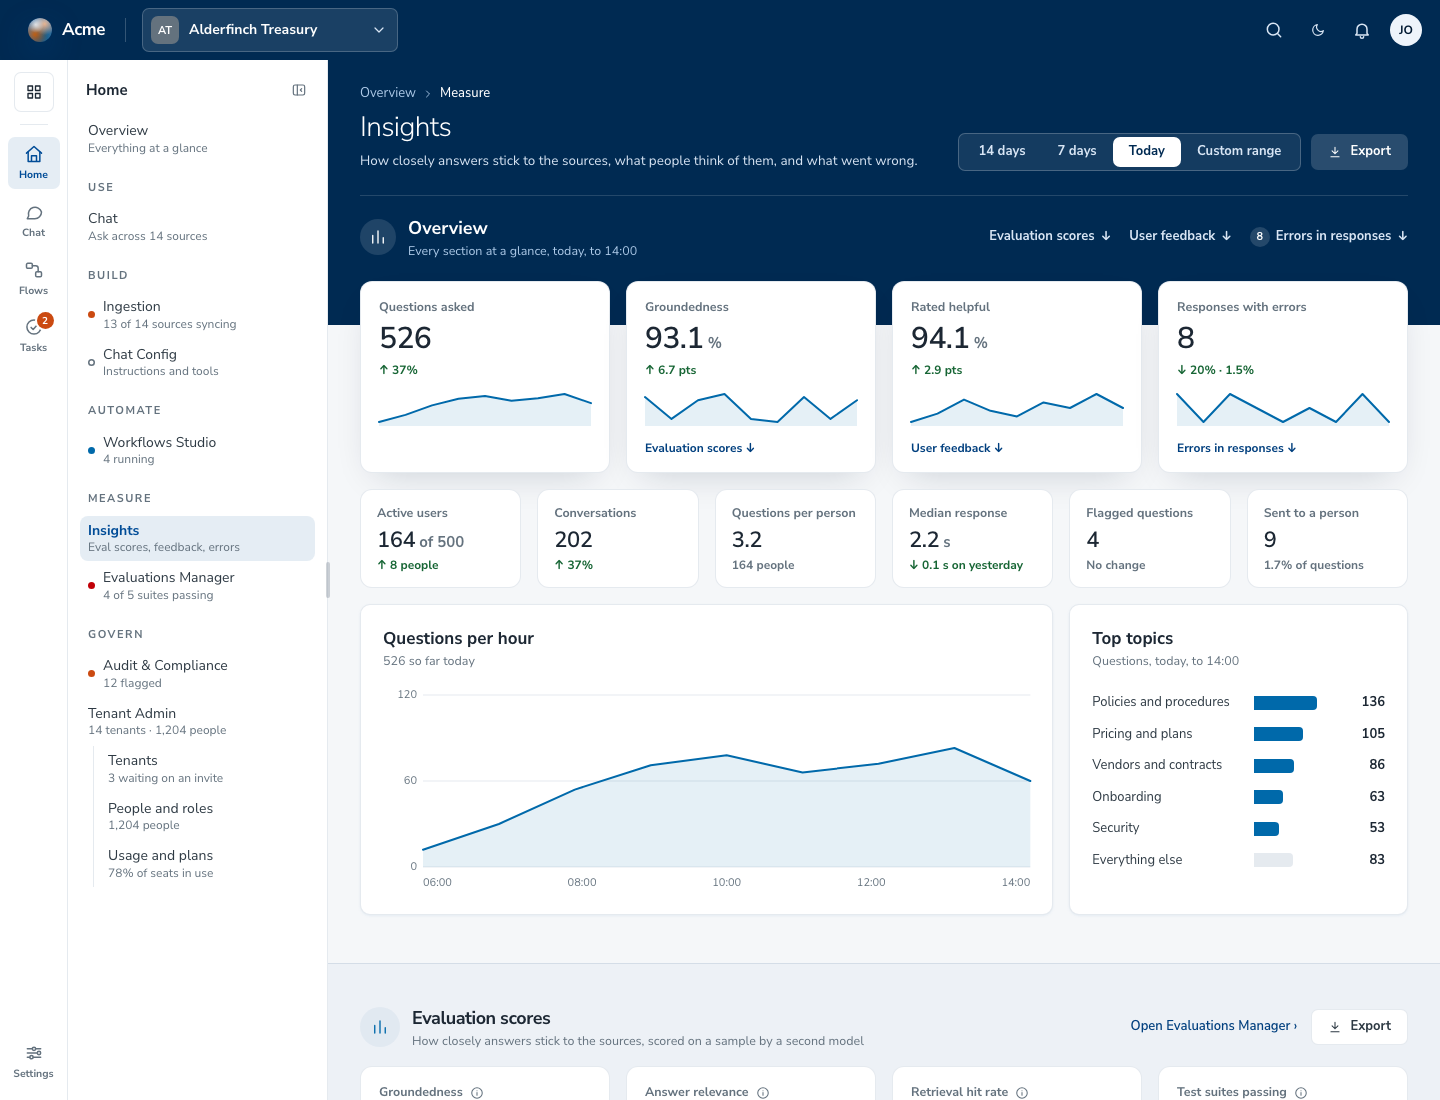 Acme
AT
Alderfinch Treasury
JO
Home
Chat
Flows
2
Tasks
Settings
Home
Overview
Everything at a glance
USE
Chat
Ask across 14 sources
BUILD
Ingestion
13 of 14 sources syncing
Chat Config
Instructions and tools
AUTOMATE
Workflows Studio
4 running
MEASURE
Insights
Eval scores, feedback, errors
Evaluations Manager
4 of 5 suites passing
GOVERN
Audit & Compliance
12 flagged
Tenant Admin
14 tenants · 1,204 people
Tenants
3 waiting on an invite
People and roles
1,204 people
Usage and plans
78% of seats in use
Overview › Measure
Insights
How closely answers stick to the sources, what people think of them, and what went wrong.
14 days 7 days Today Custom range
Export
Overview
Every section at a glance, today, to 14:00
Evaluation scores ↓ User feedback ↓ 8 Errors in responses ↓
Questions asked
526
↑ 37%
Groundedness
93.1 %
↑ 6.7 pts
Evaluation scores ↓
Rated helpful
94.1 %
↑ 2.9 pts
User feedback ↓
Responses with errors
8
↓ 20% · 1.5%
Errors in responses ↓
Active users
164 of 500
↑ 8 people
Conversations
202
↑ 37%
Questions per person
3.2
164 people
Median response
2.2 s
↓ 0.1 s on yesterday
Flagged questions
4
No change
Sent to a person
9
1.7% of questions
Questions per hour
526 so far today
120
60
0
06:00 08:00 10:00 12:00 14:00
Top topics
Questions, today, to 14:00
Policies and procedures 136
Pricing and plans 105
Vendors and contracts 86
Onboarding 63
Security 53
Everything else 83
Evaluation scores
How closely answers stick to the sources, scored on a sample by a second model
Open Evaluations Manager ›
Export
Groundedness
Answer relevance
Retrieval hit rate
Test suites passing